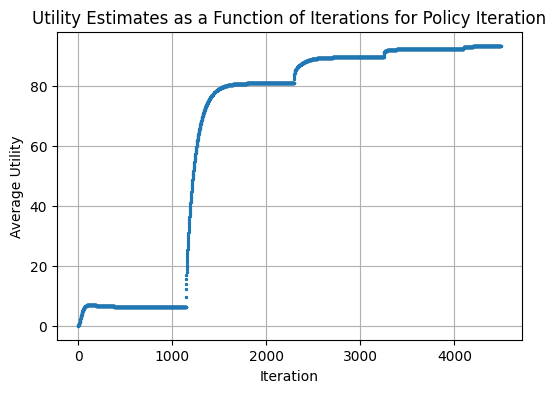 Utility Estimates as a Function of Iterations for Policy Iteration
80
60
40
20
0
Average Utility
0 1000 2000 3000 4000
Iteration